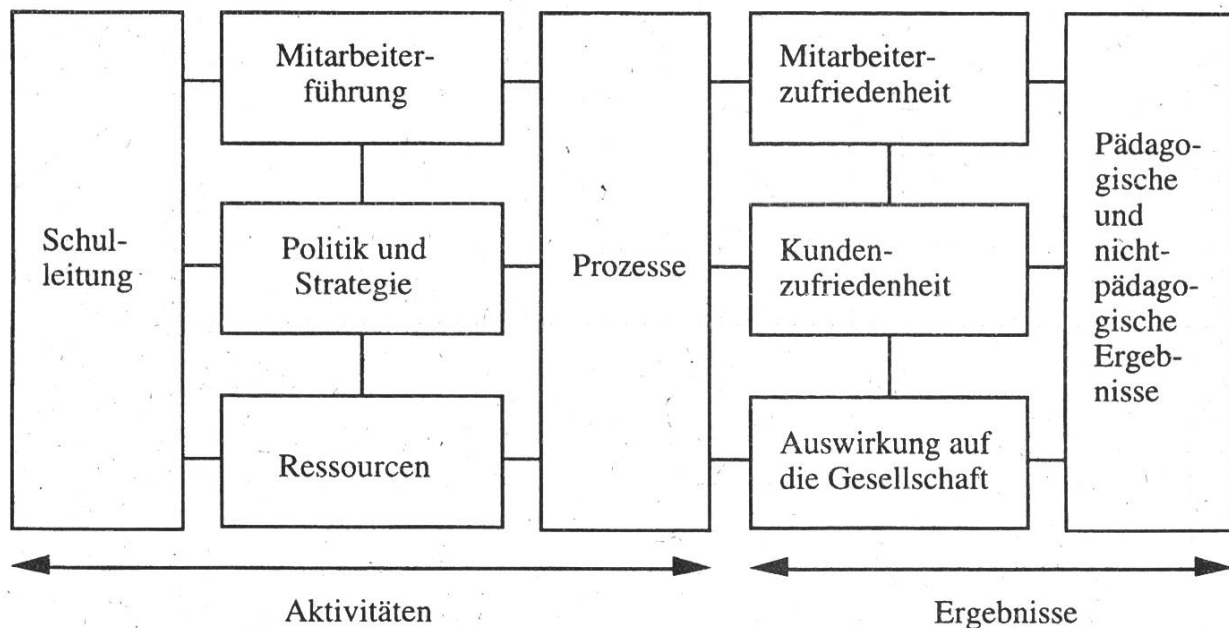 Schul-
leitung
Mitarbeiter-
führung
Politik und
Strategie
Ressourcen
Prozesse
Mitarbeiter-
zufriedenheit
Kunden-
zufriedenheit
Auswirkung auf
die Gesellschaft
Pädago-
gische
und
nicht-
pädago-
gische
Ergeb-
nisse
Aktivitäten
Ergebnisse